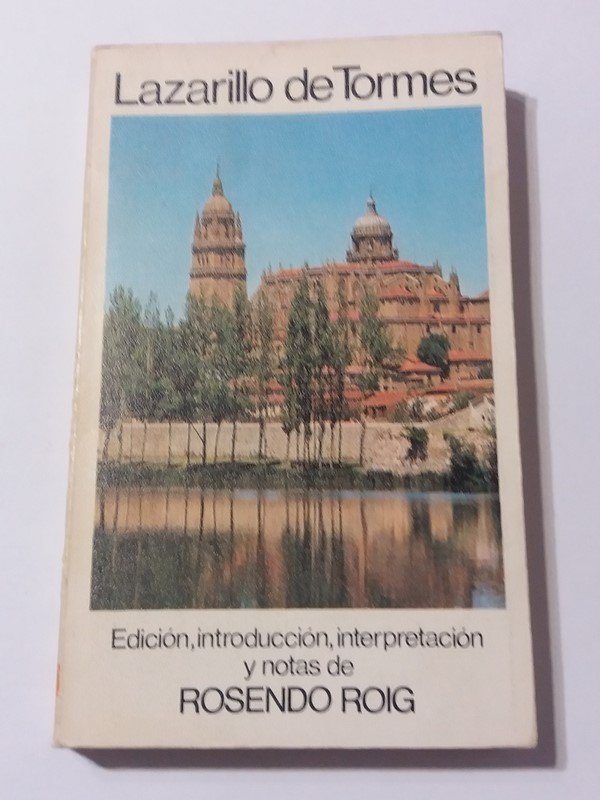 Lazarillo de Tormes
Edición, introducción, interpretación
y notas de
ROSENDO ROIG